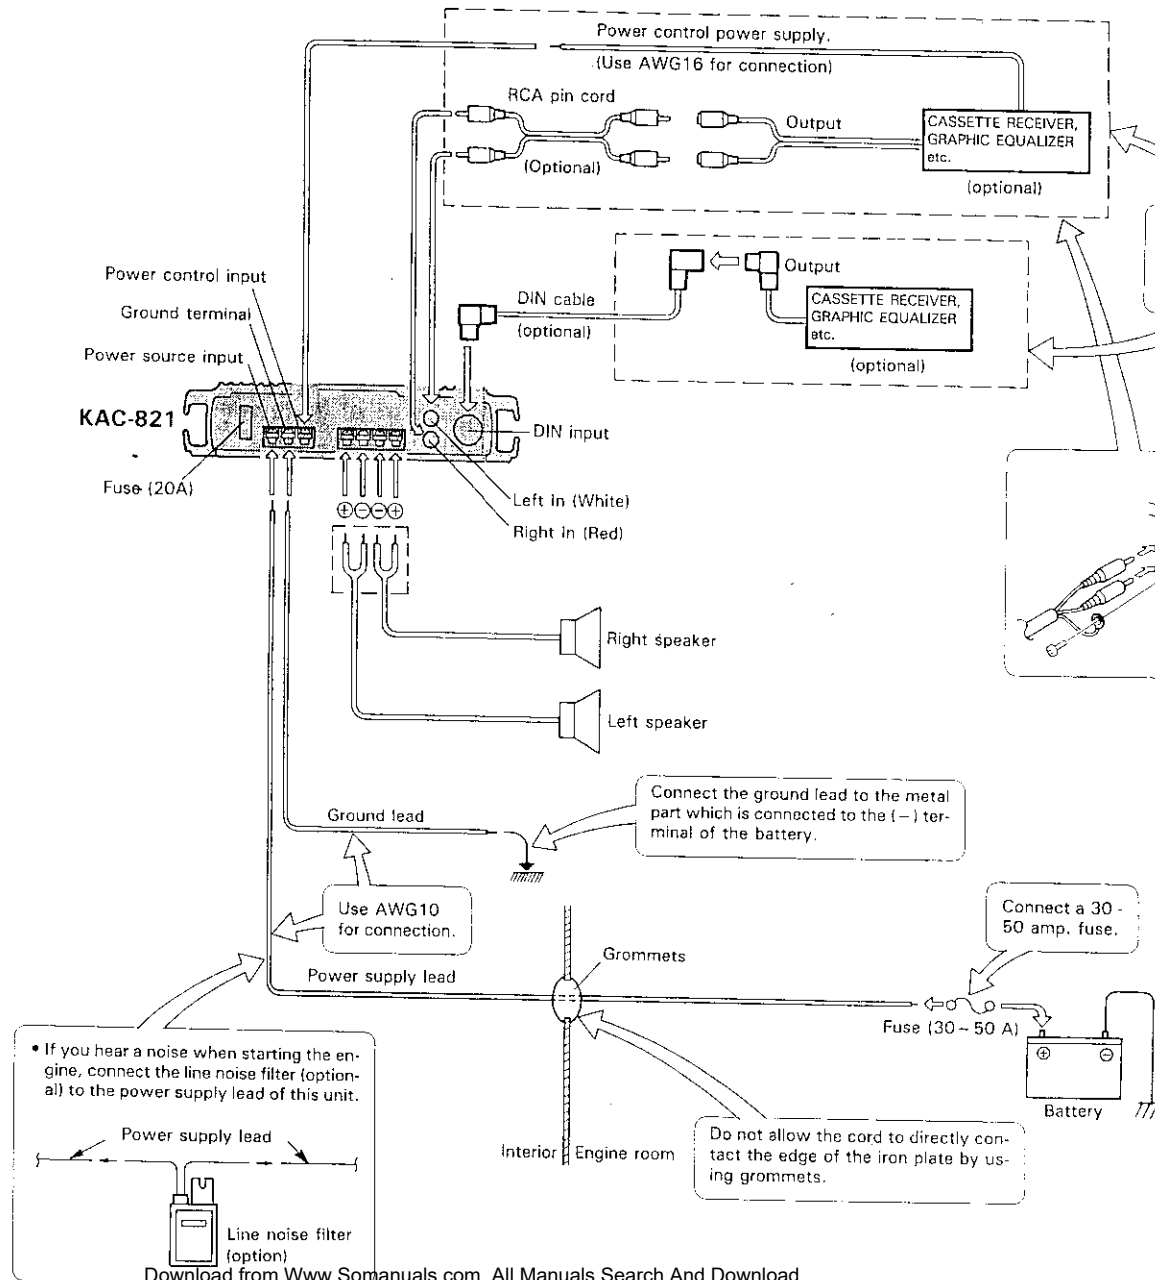 Power control power supply.
(Use AWG16 for connection)
RCA pin cord
(Optional)
Output
CASSETTE RECEIVER,
GRAPHIC EQUALIZER
etc.
(optional)
Output
DIN cable
(optional)
CASSETTE RECEIVER,
GRAPHIC EQUALIZER
etc.
(optional)
Power control input
Ground terminal
Power source input
KAC-821
DIN input
Fuse (20A)
Left in (White)
Right in (Red)
⊕⊖⊖⊕
Right speaker
Left speaker
Connect the ground lead to the metal
part which is connected to the (−) ter-
minal of the battery.
Ground lead
Use AWG10
for connection.
Connect a 30 -
50 amp. fuse.
Grommets
Power supply lead
Fuse (30 ~ 50 A)
⊕ ⊖
Battery
• If you hear a noise when starting the en-
gine, connect the line noise filter (option-
al) to the power supply lead of this unit.
Power supply lead
Line noise filter
(option)
Interior
Engine room
Do not allow the cord to directly con-
tact the edge of the iron plate by us-
ing grommets.
Download from Www.Somanuals.com. All Manuals Search And Download.